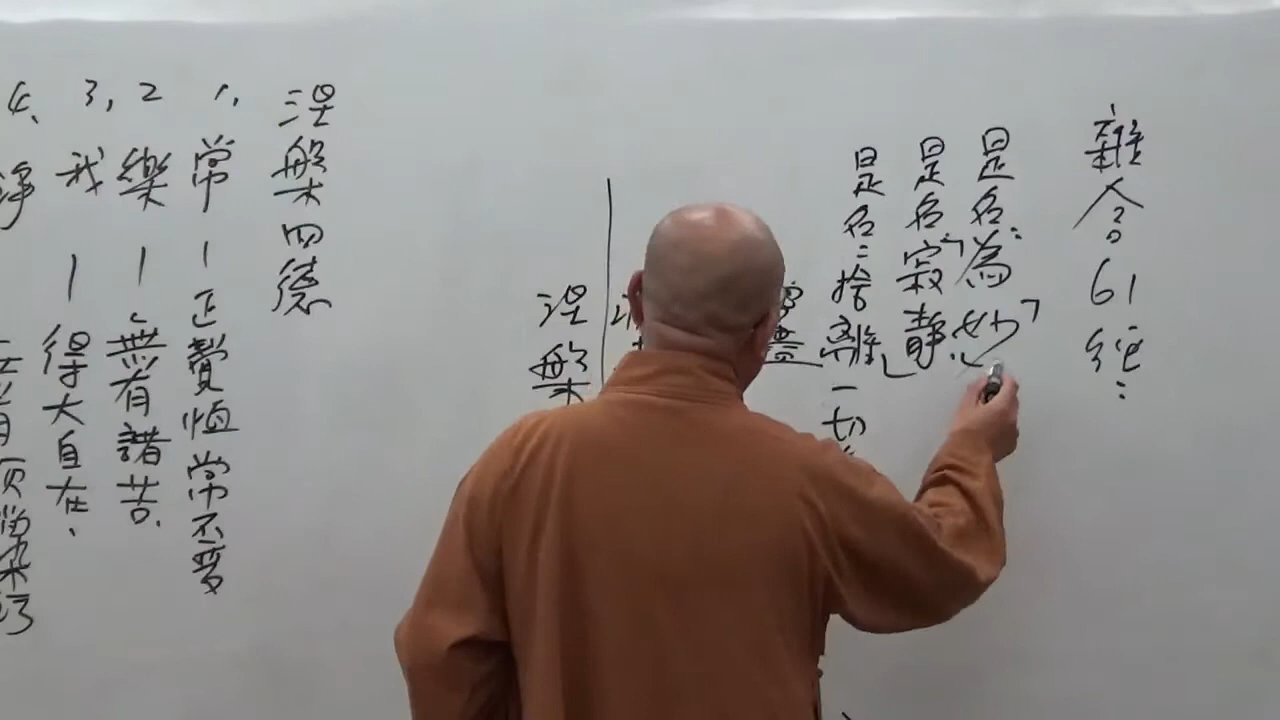 雜含61經：
是名：為「妙」
是名「寂靜」
是名：捨離一切
涅槃
涅槃四德
1, 常－正覺恒常不變
2 樂－無有諸苦.
3, 我－得大自在、
4、淨